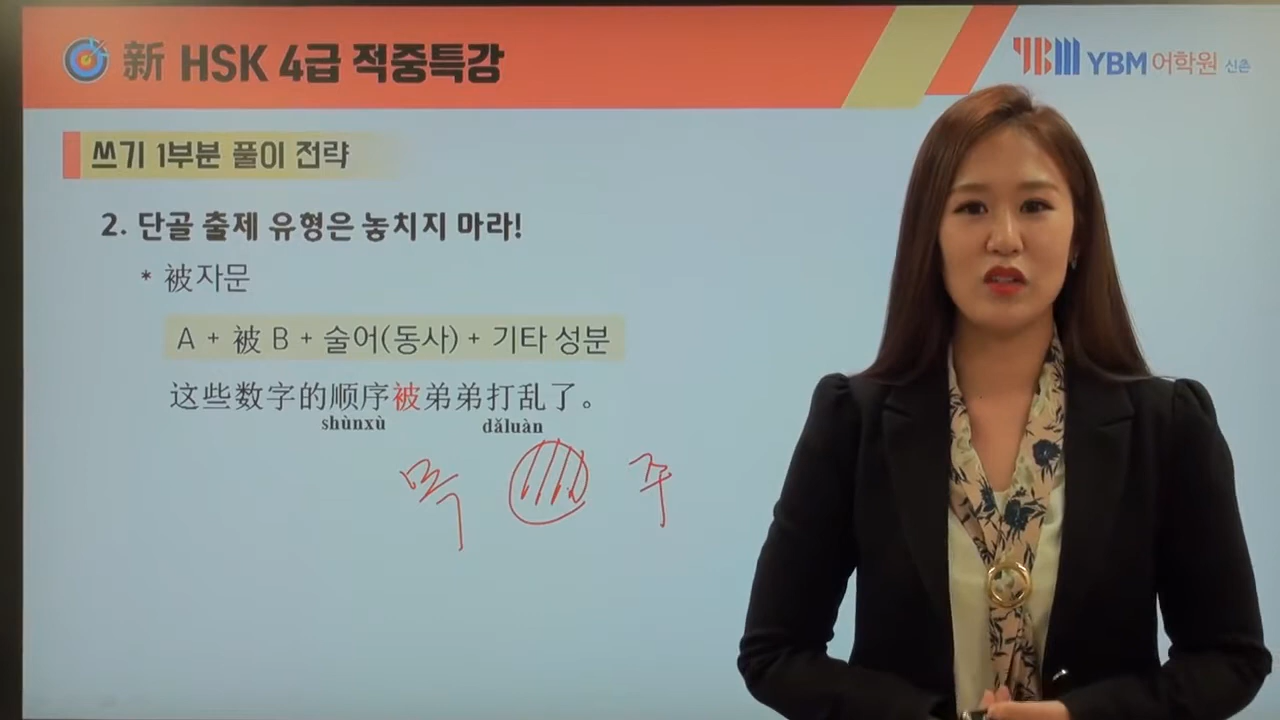 新 HSK 4급 적중특강
YBM YBM 어학원 신촌
쓰기 1부분 풀이 전략
2. 단골 출제 유형은 놓치지 마라!
* 被자문
A + 被 B + 술어(동사) + 기타 성분
这些数字的顺序被弟弟打乱了。
shùnxù dǎluàn
목 주